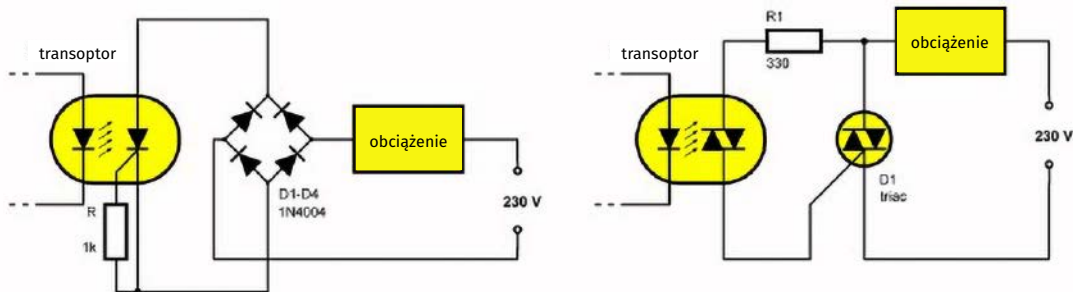 transoptor
R
1k
D1-D4
1N4004
obciążenie
230 V
transoptor
R1
330
obciążenie
D1
triac
230 V